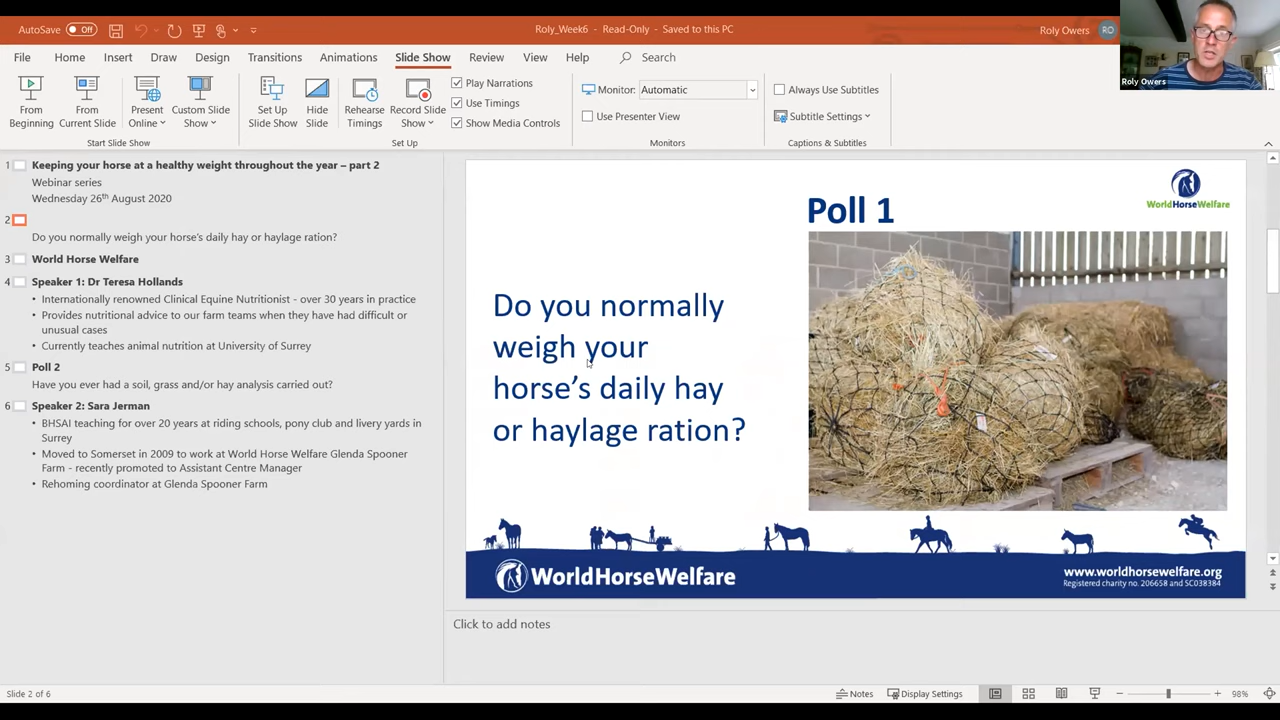 AutoSave Off
Roly_Week6 - Read-Only - Saved to this PC
Roly Owers RO
Roly Owers
File Home Insert Draw Design Transitions Animations Slide Show Review View Help Search
From Beginning
From Current Slide
Present Online
Custom Slide Show
Start Slide Show
Set Up Slide Show
Hide Slide
Rehearse Timings
Record Slide Show
Play Narrations
Use Timings
Show Media Controls
Set Up
Monitor: Automatic
Use Presenter View
Monitors
Always Use Subtitles
Subtitle Settings
Captions & Subtitles
1 Keeping your horse at a healthy weight throughout the year – part 2
Webinar series
Wednesday 26th August 2020
2
Do you normally weigh your horse's daily hay or haylage ration?
3 World Horse Welfare
4 Speaker 1: Dr Teresa Hollands
• Internationally renowned Clinical Equine Nutritionist - over 30 years in practice
• Provides nutritional advice to our farm teams when they have had difficult or
unusual cases
• Currently teaches animal nutrition at University of Surrey
5 Poll 2
Have you ever had a soil, grass and/or hay analysis carried out?
6 Speaker 2: Sara Jerman
• BHSAI teaching for over 20 years at riding schools, pony club and livery yards in
Surrey
• Moved to Somerset in 2009 to work at World Horse Welfare Glenda Spooner
Farm - recently promoted to Assistant Centre Manager
• Rehoming coordinator at Glenda Spooner Farm
Poll 1
WorldHorseWelfare
Do you normally
weigh your
horse's daily hay
or haylage ration?
WorldHorseWelfare
www.worldhorsewelfare.org
Registered charity no. 206658 and SC038384
Click to add notes
Slide 2 of 6
Notes Display Settings 98%